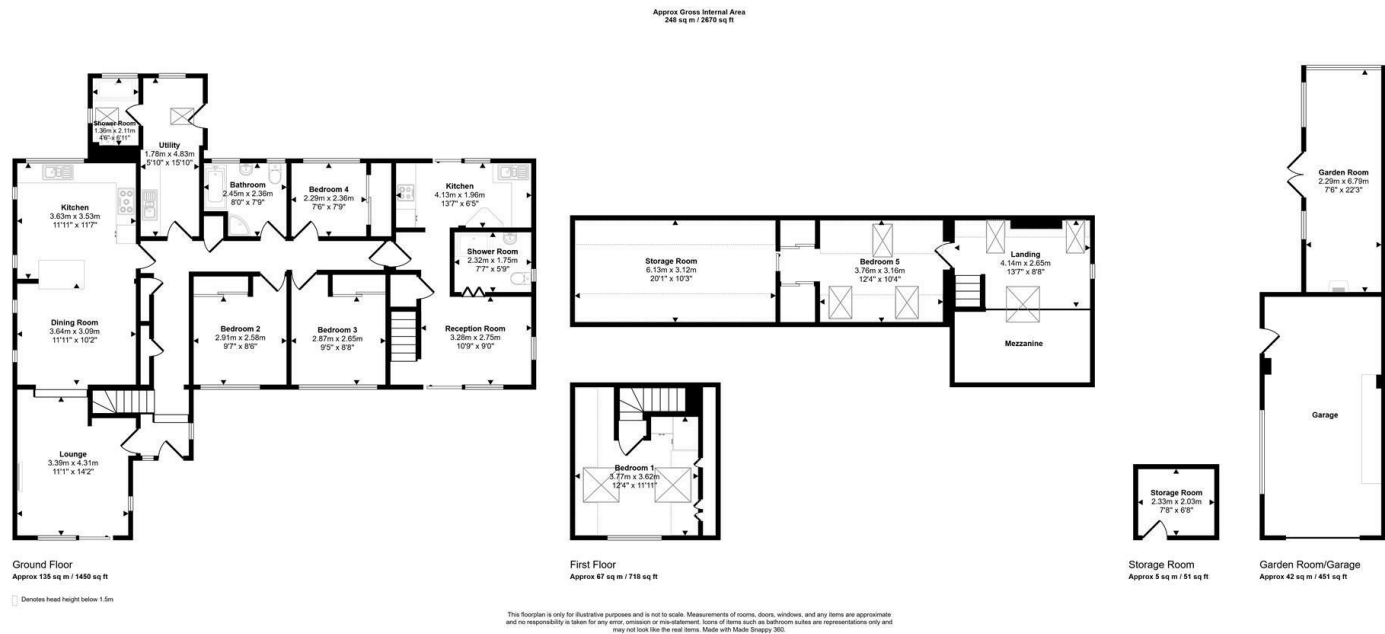 Approx Gross Internal Area
248 sq m / 2670 sq ft
Shower Room
1.36m x 2.11m
4'6" x 6'11"
Utility
1.78m x 4.83m
5'10" x 15'10"
Kitchen
3.63m x 3.53m
11'11" x 11'7"
Bathroom
2.45m x 2.36m
8'0" x 7'9"
Bedroom 4
2.29m x 2.36m
7'6" x 7'9"
Kitchen
4.13m x 1.96m
13'7" x 6'5"
Shower Room
2.32m x 1.75m
7'7" x 5'9"
Dining Room
3.64m x 3.09m
11'11" x 10'2"
Bedroom 2
2.91m x 2.58m
9'7" x 8'6"
Bedroom 3
2.87m x 2.65m
9'5" x 8'8"
Reception Room
3.28m x 2.75m
10'9" x 9'0"
Lounge
3.39m x 4.31m
11'1" x 14'2"
Ground Floor
Approx 135 sq m / 1450 sq ft
Denotes head height below 1.5m
Storage Room
6.13m x 3.12m
20'1" x 10'3"
Bedroom 5
3.76m x 3.16m
12'4" x 10'4"
Landing
4.14m x 2.65m
13'7" x 8'8"
Mezzanine
Bedroom 1
3.77m x 3.62m
12'4" x 11'11"
First Floor
Approx 67 sq m / 718 sq ft
Storage Room
2.33m x 2.03m
7'8" x 6'8"
Storage Room
Approx 5 sq m / 51 sq ft
Garden Room
2.29m x 6.79m
7'6" x 22'3"
Garage
Garden Room/Garage
Approx 42 sq m / 451 sq ft
This floorplan is only for illustrative purposes and is not to scale. Measurements of rooms, doors, windows, and any items are approximate
and no responsibility is taken for any error, omission or mis-statement. Icons of items such as bathroom suites are representations only and
may not look like the real items. Made with Made Snappy 360.